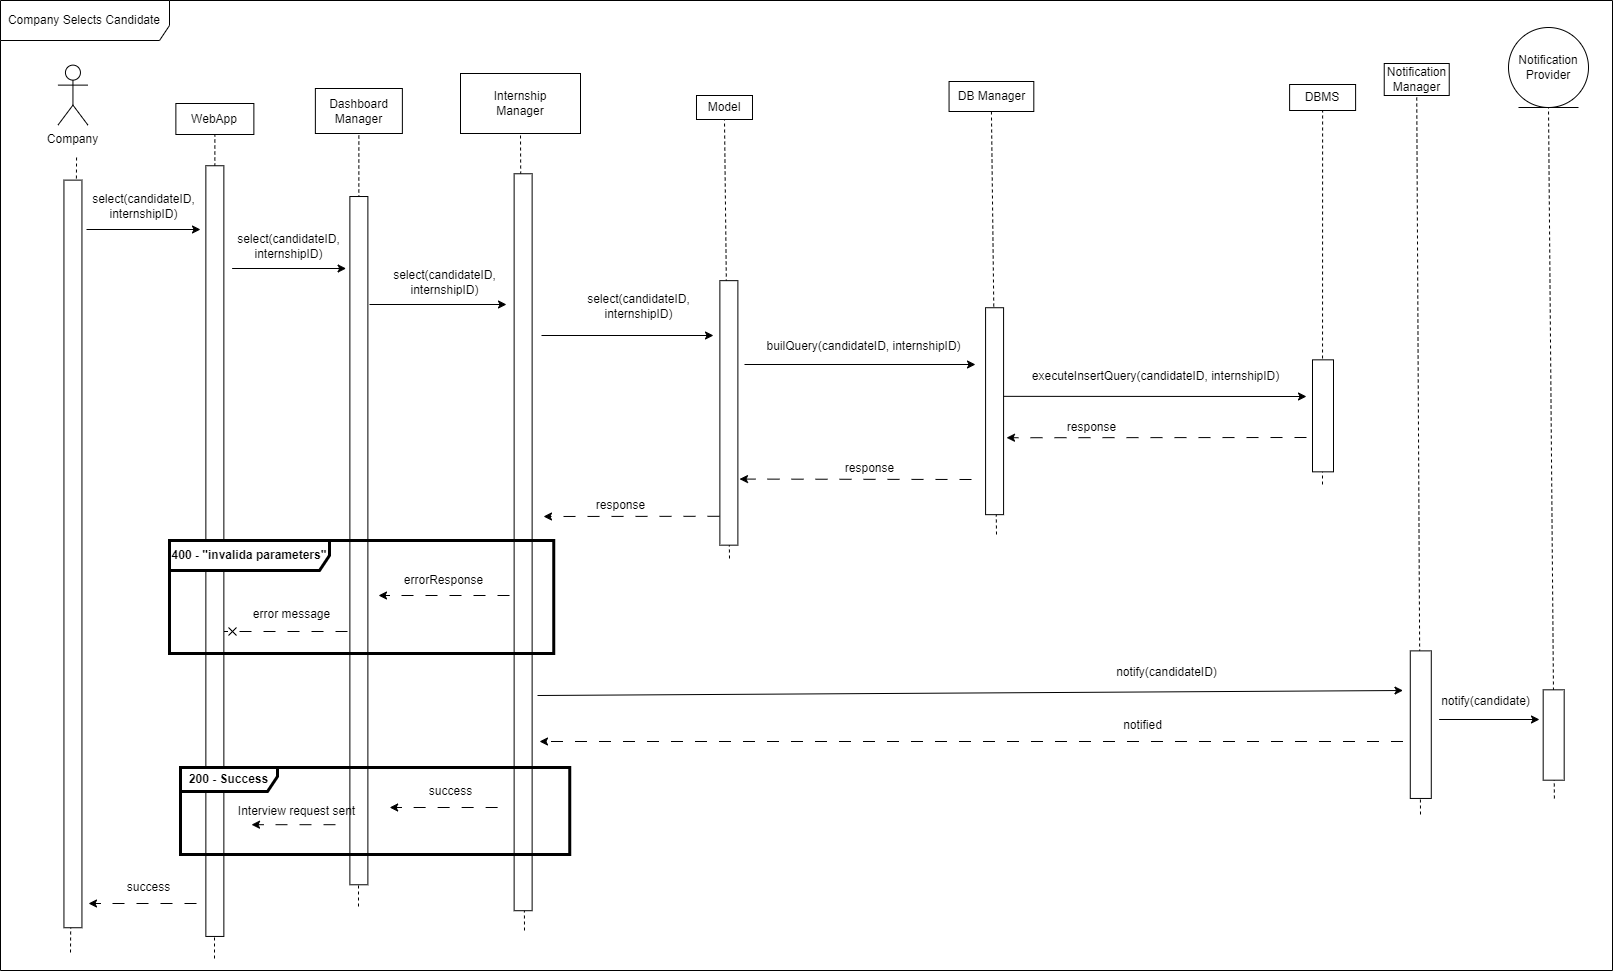 Company Selects Candidate
Company
WebApp
Dashboard
Manager
Internship
Manager
Model
DB Manager
DBMS
Notification
Manager
Notification
Provider
select(candidateID,
internshipID)
select(candidateID,
internshipID)
select(candidateID,
internshipID)
select(candidateID,
internshipID)
builQuery(candidateID, internshipID)
executeInsertQuery(candidateID, internshipID)
response
response
response
400 - "invalida parameters"
errorResponse
error message
notify(candidateID)
notify(candidate)
notified
200 - Success
success
Interview request sent
success